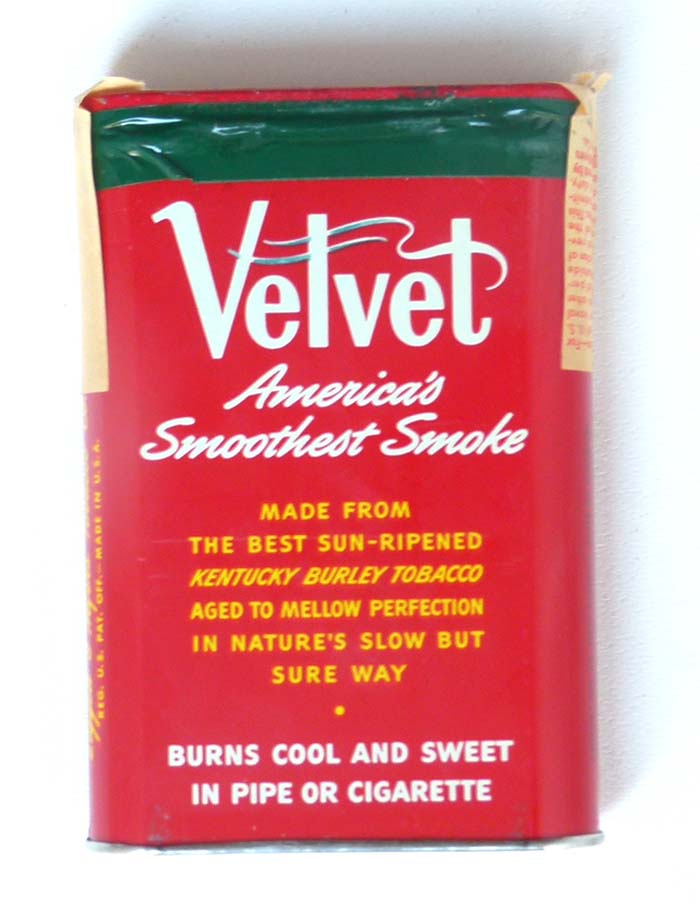 Velvet
America's
Smoothest Smoke
MADE FROM
THE BEST SUN-RIPENED
KENTUCKY BURLEY TOBACCO
AGED TO MELLOW PERFECTION
IN NATURE'S SLOW BUT
SURE WAY
•
BURNS COOL AND SWEET
IN PIPE OR CIGARETTE
REG. U.S. PAT. OFF.—MADE IN U.S.A.